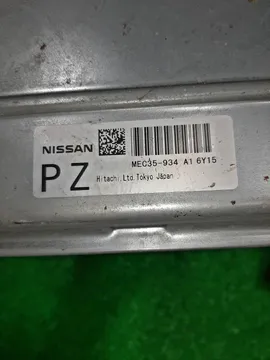 NISSAN
MEC35-934 A1 6Y15
PZ
Hitachi,Ltd.Tokyo Japan